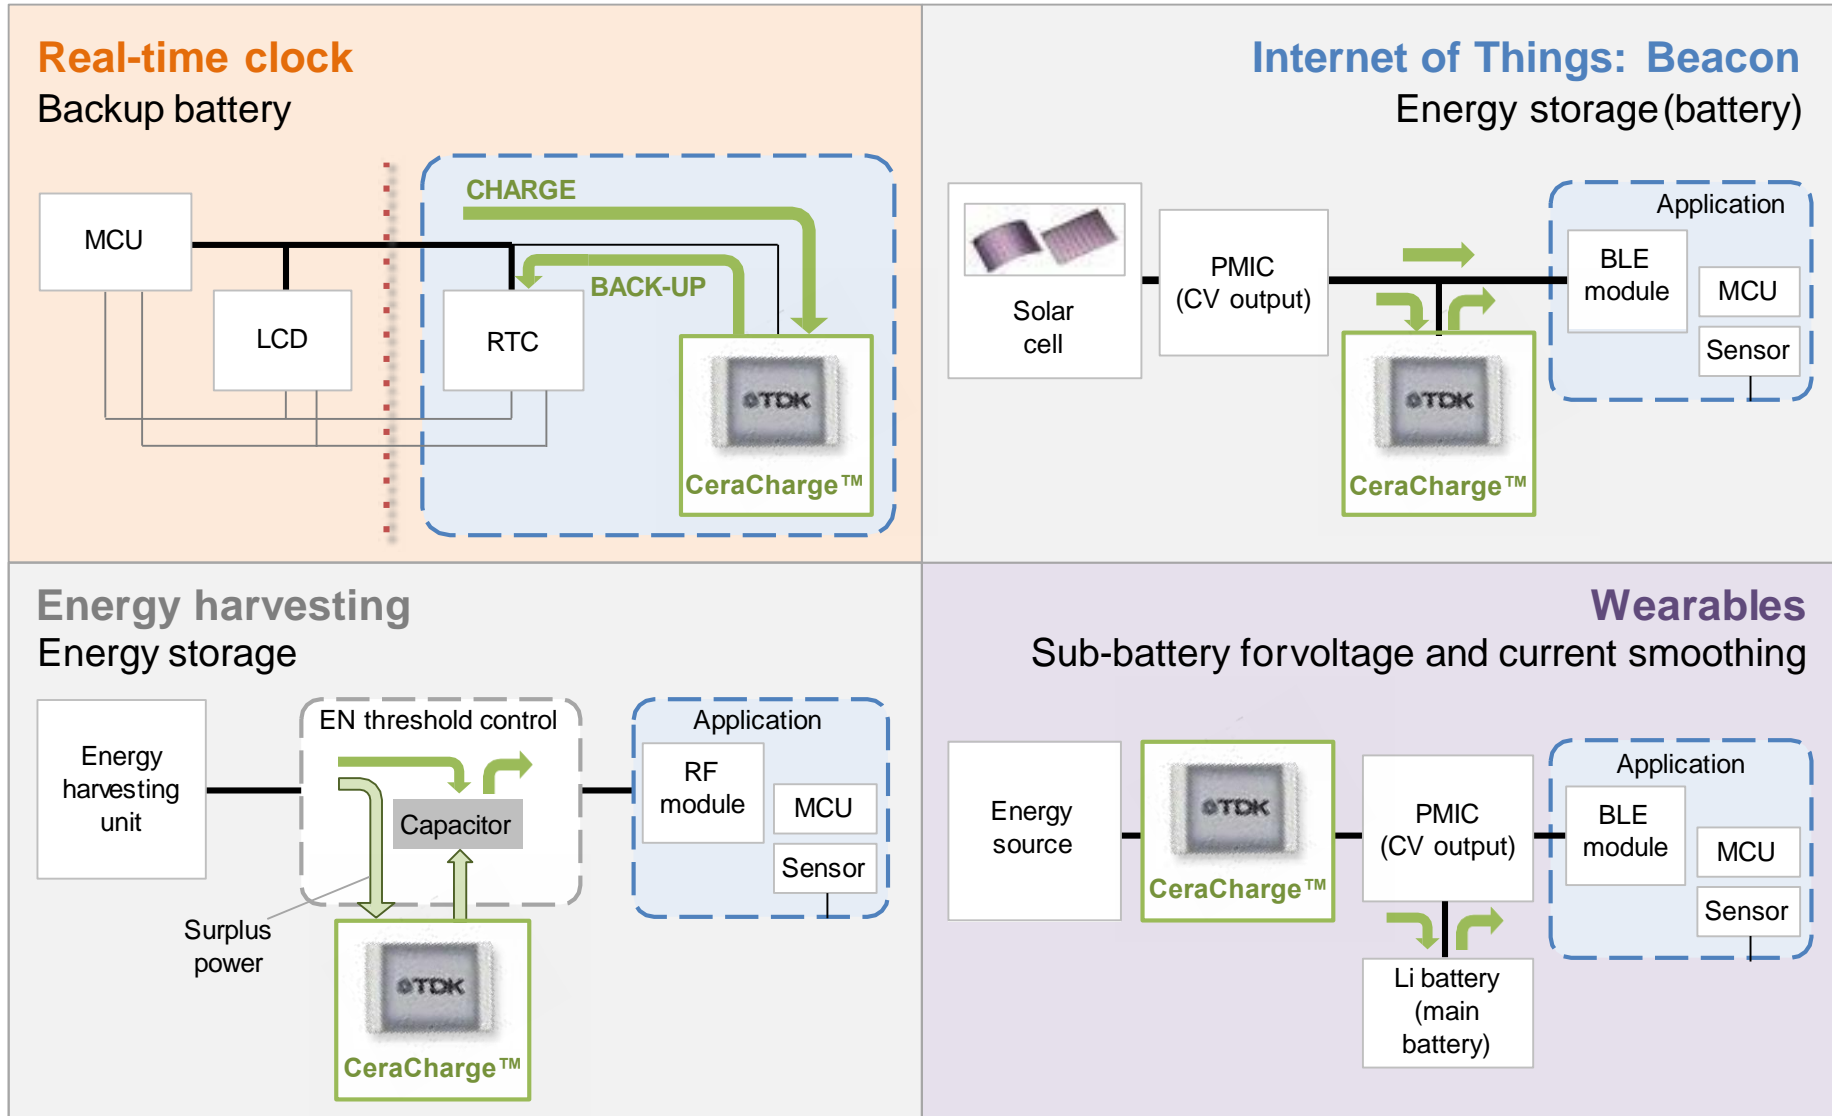 Real-time clock
Backup battery
MCU
LCD
RTC
CHARGE
BACK-UP
TDK
CeraCharge™
Internet of Things: Beacon
Energy storage (battery)
Solar
cell
PMIC
(CV output)
TDK
CeraCharge™
Application
BLE
module
MCU
Sensor
Energy harvesting
Energy storage
Energy
harvesting
unit
EN threshold control
Capacitor
Surplus
power
TDK
CeraCharge™
Application
RF
module
MCU
Sensor
Wearables
Sub-battery forvoltage and current smoothing
Energy
source
TDK
CeraCharge™
PMIC
(CV output)
Li battery
(main
battery)
Application
BLE
module
MCU
Sensor